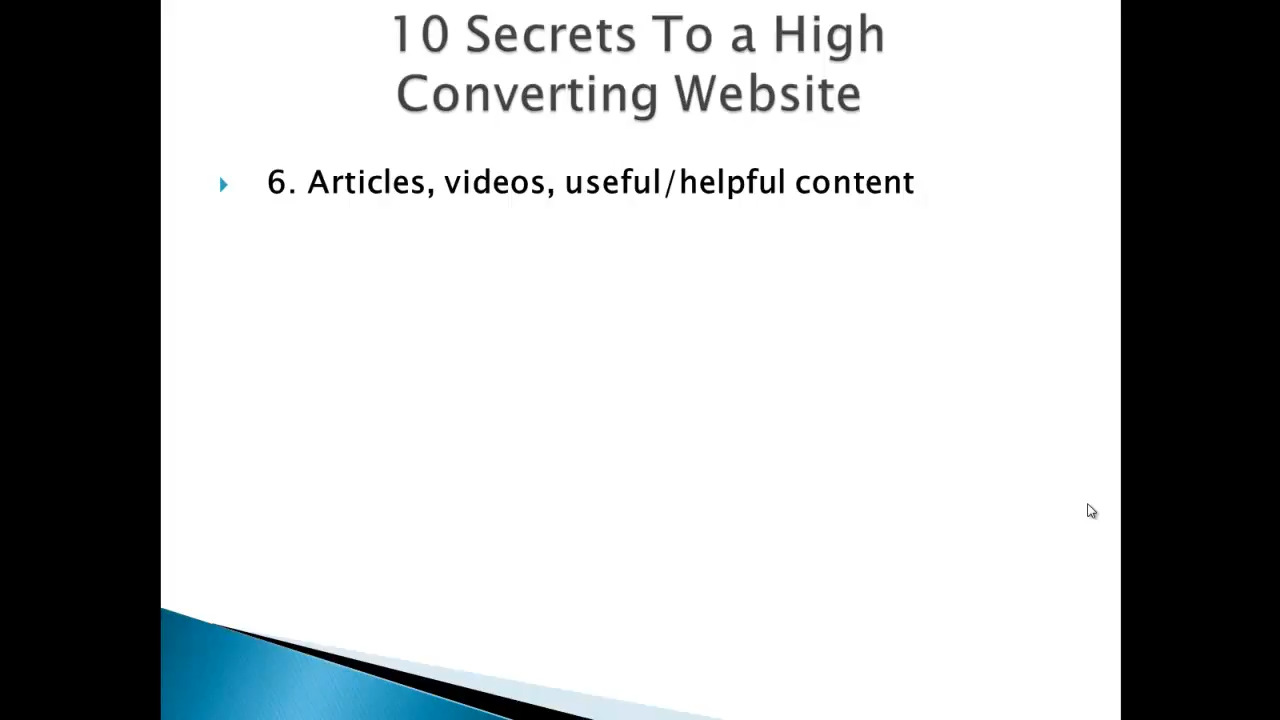 10 Secrets To a High
Converting Website
6. Articles, videos, useful/helpful content